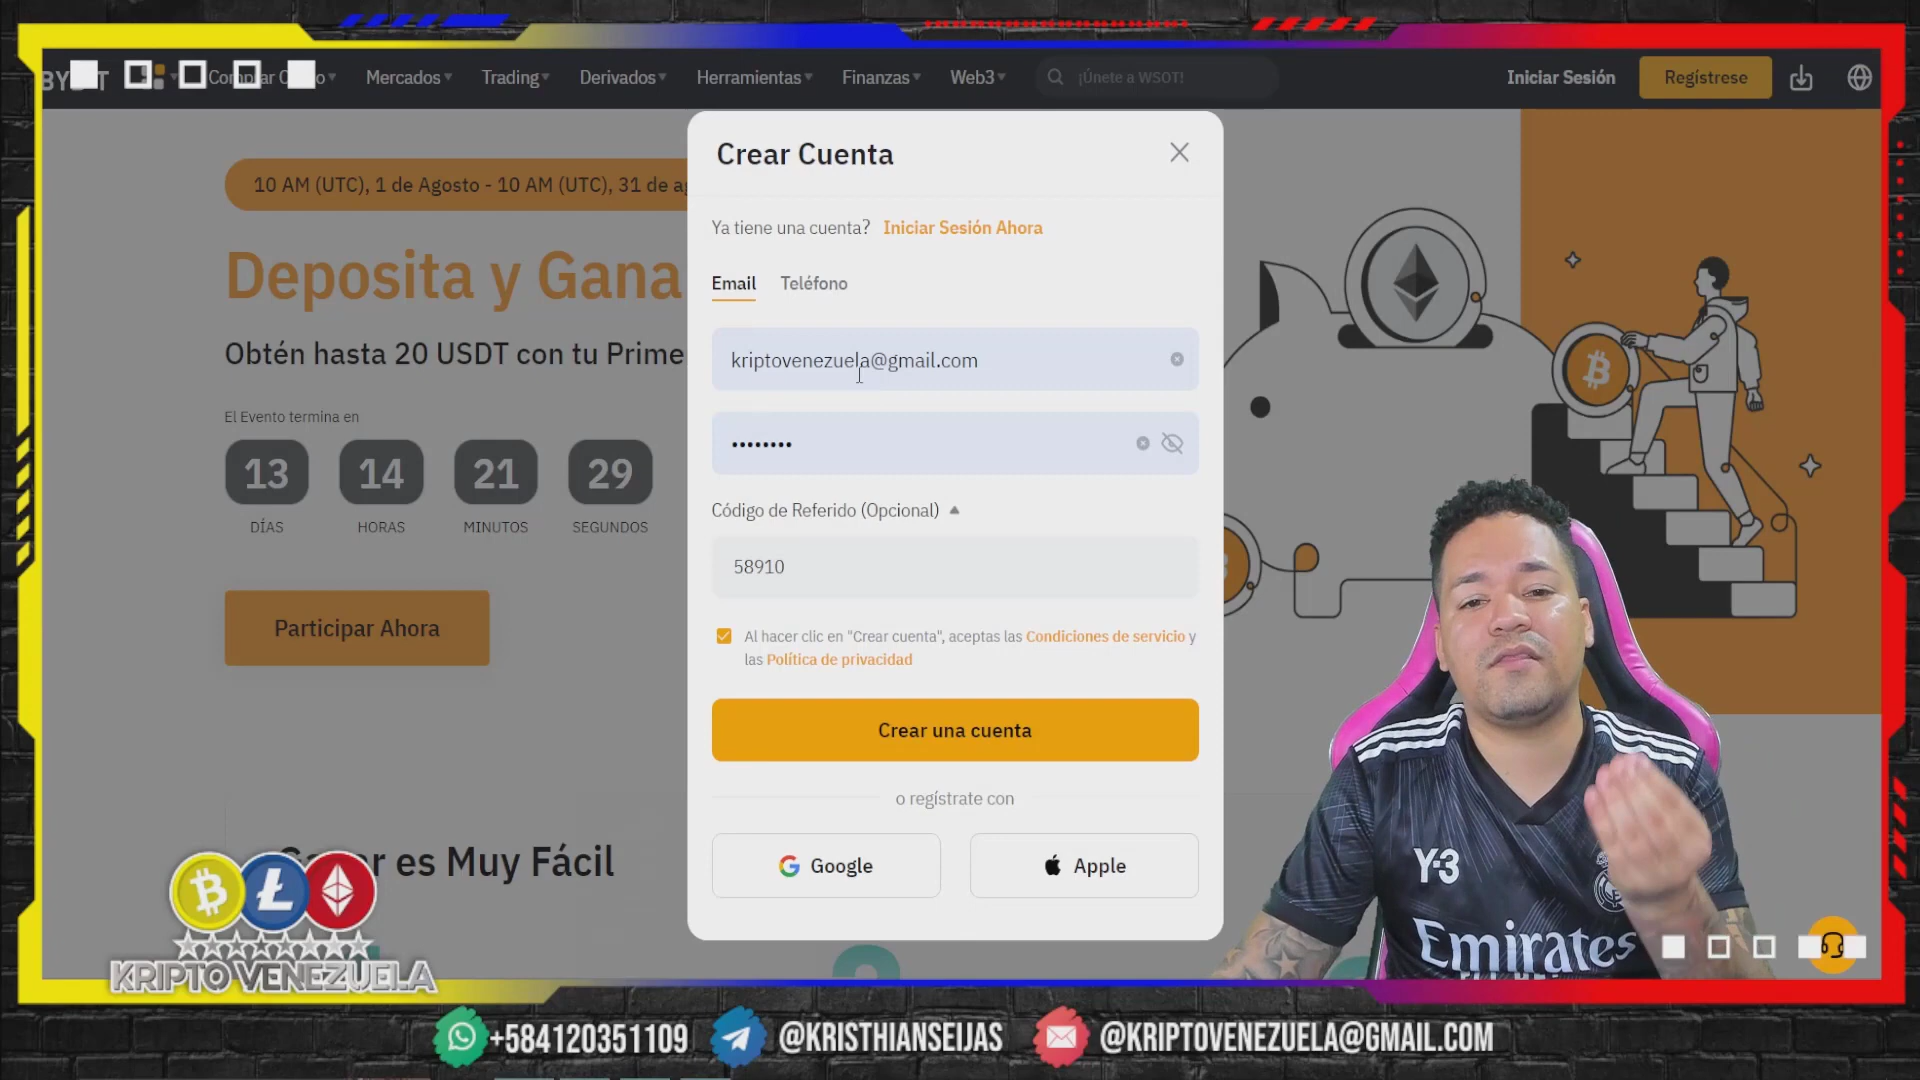 Mercados
Trading
Derivados
Herramientas
Finanzas
Web3
¡Únete a WSOT!
Iniciar Sesión
Regístrese
10 AM (UTC), 1 de Agosto - 10 AM (UTC), 31 de ag
Deposita y Gana
Obtén hasta 20 USDT con tu Prime
El Evento termina en
13 14 21 29
DÍAS HORAS MINUTOS SEGUNDOS
Participar Ahora
es Muy Fácil
Crear Cuenta
Ya tiene una cuenta? Iniciar Sesión Ahora
Email Teléfono
kriptovenezuela@gmail.com
••••••••
Código de Referido (Opcional)
58910
Al hacer clic en "Crear cuenta", aceptas las Condiciones de servicio y
las Política de privacidad
Crear una cuenta
o regístrate con
Google
Apple
Y-3
Emirates
KRIPTO VENEZUELA
+584120351109
@KRISTHIANSEIJAS
@KRIPTOVENEZUELA@GMAIL.COM